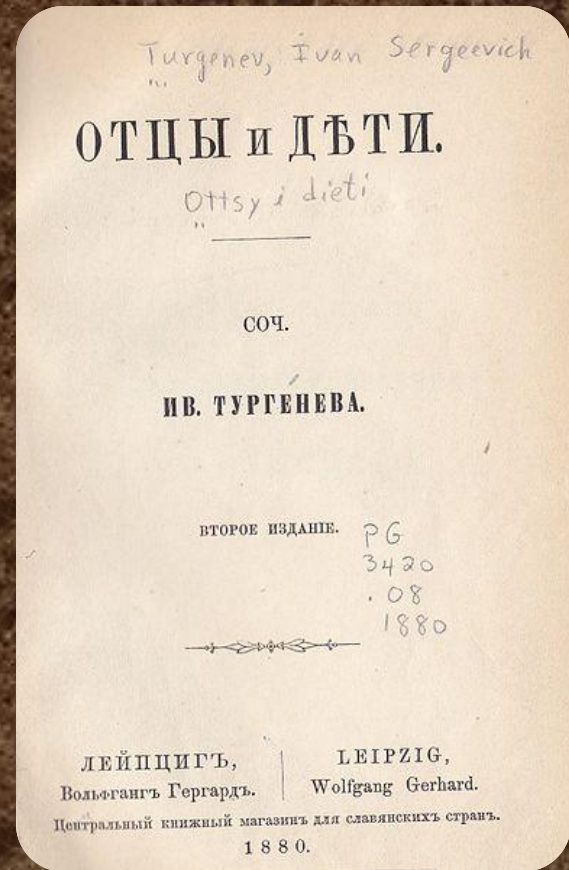 Turgenev, Ivan Sergeevich
ОТЦЫ и ДѢТИ.
Ottsy i dieti
СОЧ.
ИВ. ТУРГЕНЕВА.
ВТОРОЕ ИЗДАНІЕ.
PG
3420
.O8
1880
ЛЕЙПЦИГЪ,
Вольфгангъ Гергардъ.
LEIPZIG,
Wolfgang Gerhard.
Центральный книжный магазинъ для славянскихъ странъ.
1880.